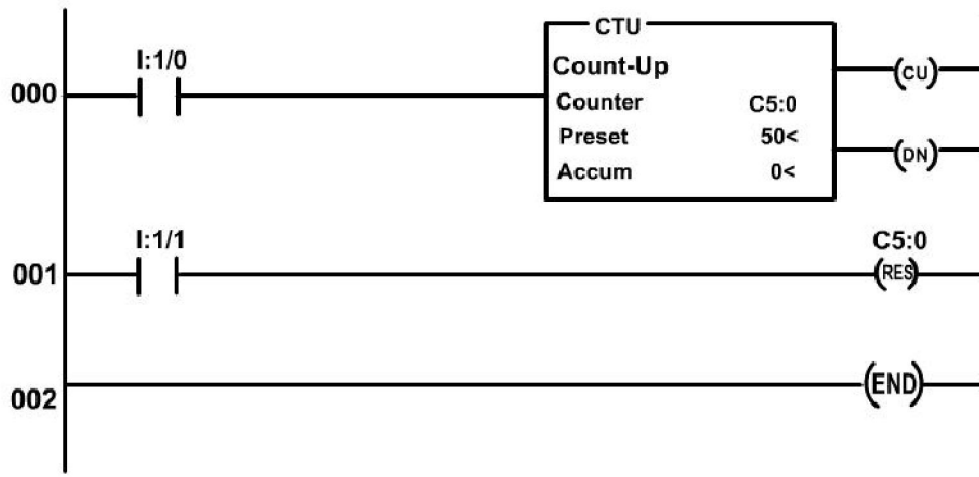 I:1/0
000
CTU
Count-Up
Counter C5:0
Preset 50<
Accum 0<
(CU)
(DN)
I:1/1
001
C5:0
(RES)
002
(END)